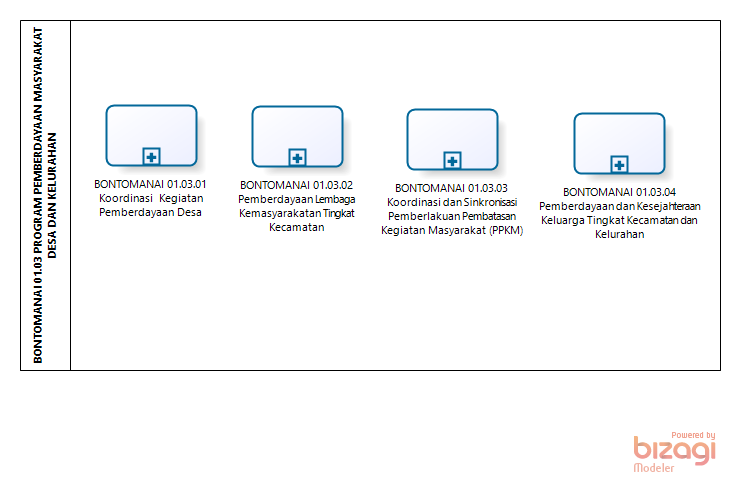 BONTOMANAI 01.03 PROGRAM PEMBERDAYAAN MASYARAKAT
DESA DAN KELURAHAN
BONTOMANAI 01.03.01
Koordinasi Kegiatan
Pemberdayaan Desa
BONTOMANAI 01.03.02
Pemberdayaan Lembaga
Kemasyarakatan Tingkat
Kecamatan
BONTOMANAI 01.03.03
Koordinasi dan Sinkronisasi
Pemberlakuan Pembatasan
Kegiatan Masyarakat (PPKM)
BONTOMANAI 01.03.04
Pemberdayaan dan Kesejahteraan
Keluarga Tingkat Kecamatan dan
Kelurahan
Powered by
bizagi
Modeler